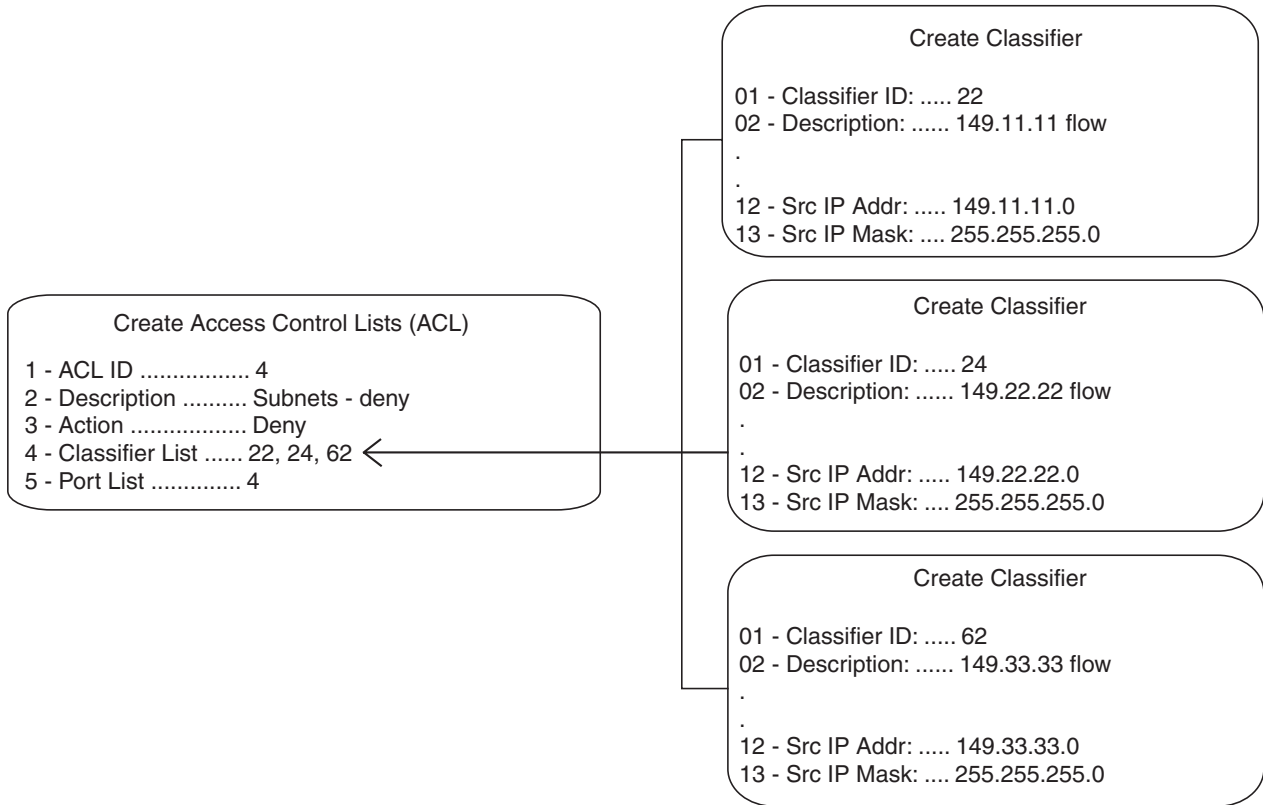 Create Access Control Lists (ACL)
1 - ACL ID ................. 4
2 - Description .......... Subnets - deny
3 - Action .................. Deny
4 - Classifier List ...... 22, 24, 62
5 - Port List .............. 4
Create Classifier
01 - Classifier ID: ..... 22
02 - Description: ...... 149.11.11 flow
.
.
12 - Src IP Addr: ..... 149.11.11.0
13 - Src IP Mask: .... 255.255.255.0
Create Classifier
01 - Classifier ID: ..... 24
02 - Description: ...... 149.22.22 flow
.
.
12 - Src IP Addr: ..... 149.22.22.0
13 - Src IP Mask: .... 255.255.255.0
Create Classifier
01 - Classifier ID: ..... 62
02 - Description: ...... 149.33.33 flow
.
.
12 - Src IP Addr: ..... 149.33.33.0
13 - Src IP Mask: .... 255.255.255.0